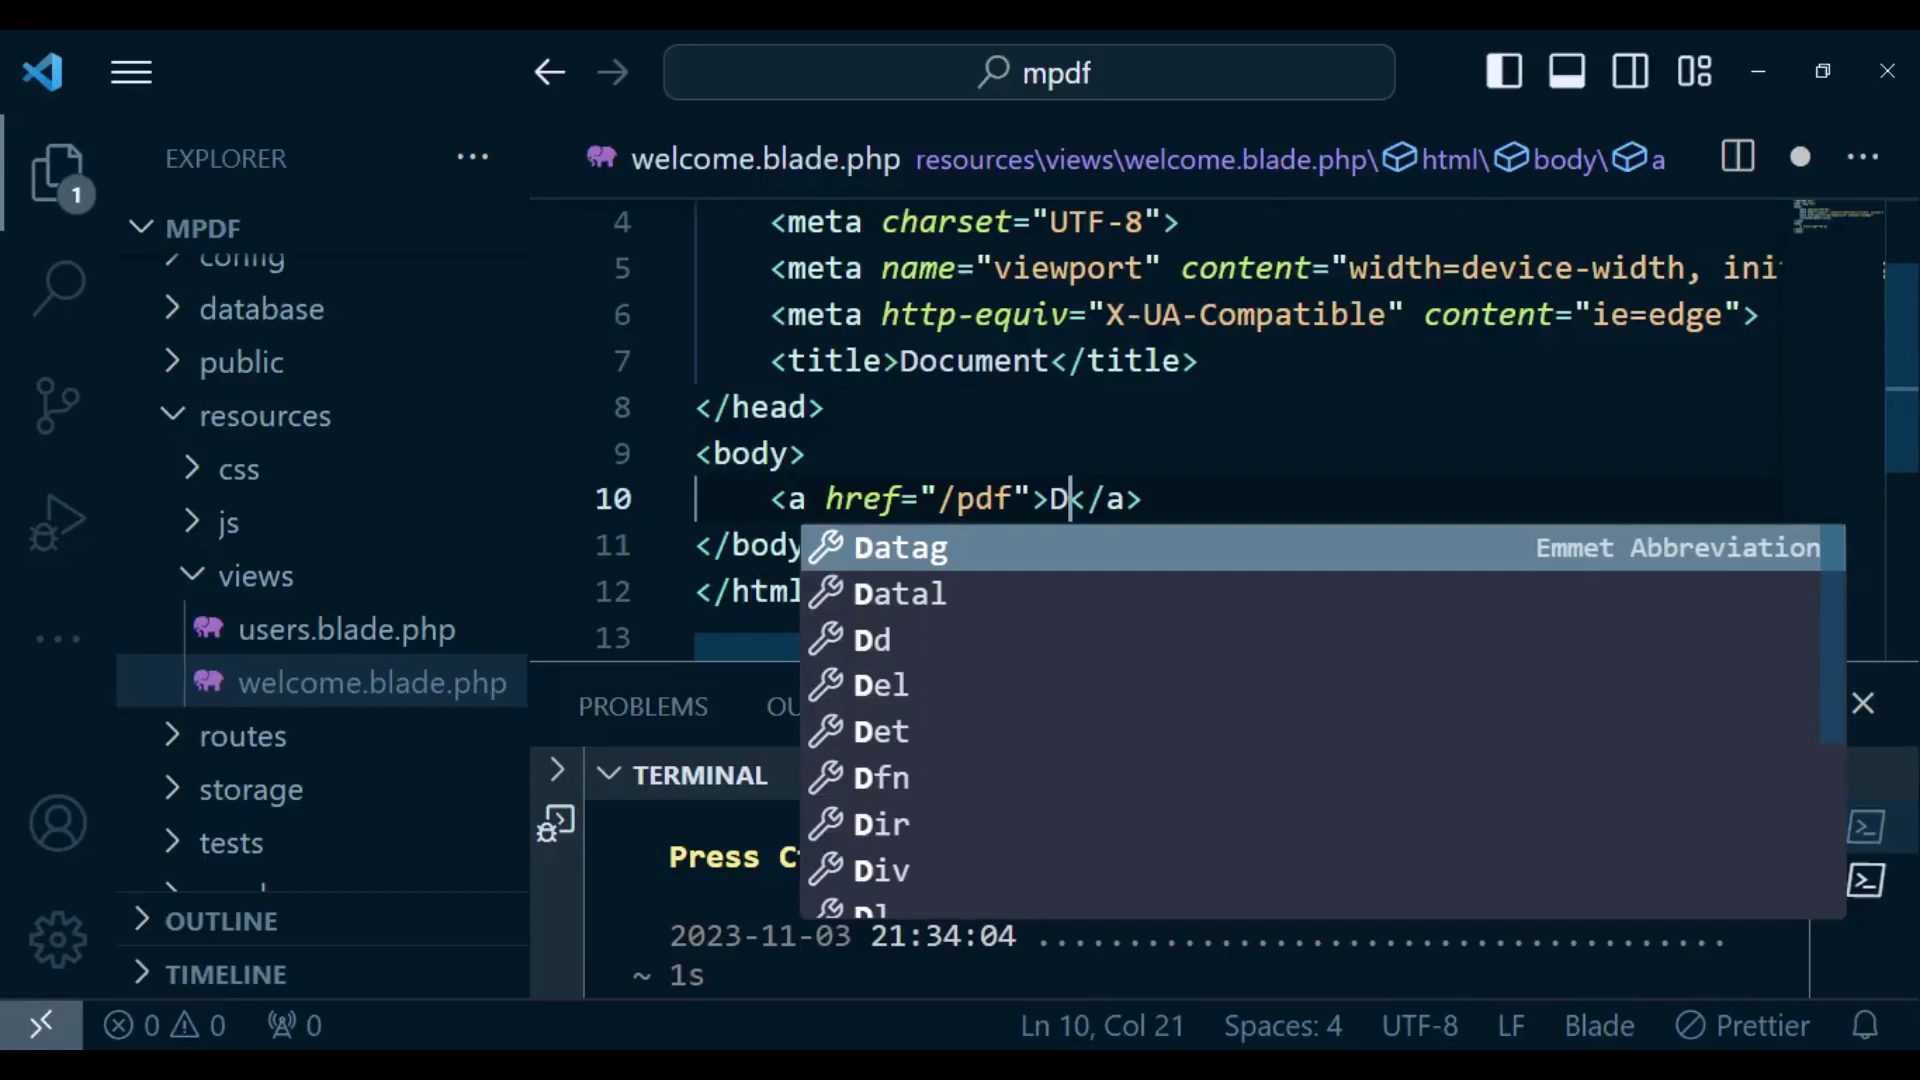 mpdf
EXPLORER
MPDF
config
database
public
resources
css
js
views
users.blade.php
welcome.blade.php
routes
storage
tests
OUTLINE
TIMELINE
1
welcome.blade.php resources\views\welcome.blade.php\html\body\a
4 <meta charset="UTF-8">
5 <meta name="viewport" content="width=device-width, init
6 <meta http-equiv="X-UA-Compatible" content="ie=edge">
7 <title>Document</title>
8 </head>
9 <body>
10 <a href="/pdf">D</a>
11 </body
12 </html
13
Datag Emmet Abbreviation
Datal
Dd
Del
Det
Dfn
Dir
Div
Dl
PROBLEMS OU
TERMINAL
Press C
2023-11-03 21:34:04 .....................................
~ 1s
0 0 0 Ln 10, Col 21 Spaces: 4 UTF-8 LF Blade Prettier